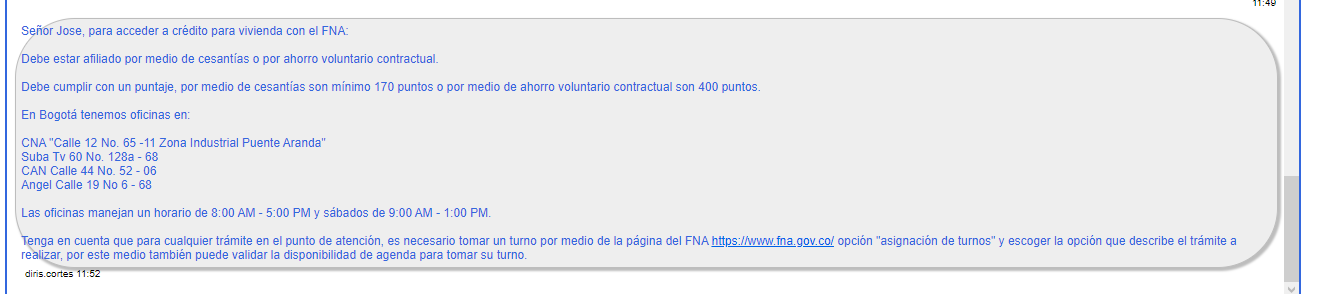 11:49
Señor Jose, para acceder a crédito para vivienda con el FNA:
Debe estar afiliado por medio de cesantías o por ahorro voluntario contractual.
Debe cumplir con un puntaje, por medio de cesantías son mínimo 170 puntos o por medio de ahorro voluntario contractual son 400 puntos.
En Bogotá tenemos oficinas en:
CNA "Calle 12 No. 65 -11 Zona Industrial Puente Aranda"
Suba Tv 60 No. 128a - 68
CAN Calle 44 No. 52 - 06
Angel Calle 19 No 6 - 68
Las oficinas manejan un horario de 8:00 AM - 5:00 PM y sábados de 9:00 AM - 1:00 PM.
Tenga en cuenta que para cualquier trámite en el punto de atención, es necesario tomar un turno por medio de la página del FNA https://www.fna.gov.co/ opción "asignación de turnos" y escoger la opción que describe el trámite a
realizar, por este medio también puede validar la disponibilidad de agenda para tomar su turno.
diris.cortes 11:52